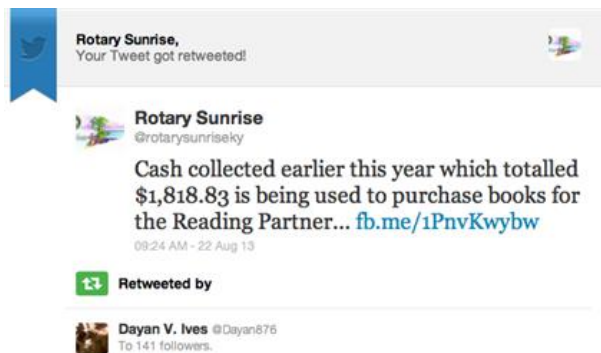 Rotary Sunrise,
Your Tweet got retweeted!
Rotary Sunrise
@rotarysunriseky
Cash collected earlier this year which totalled
$1,818.83 is being used to purchase books for
the Reading Partner... fb.me/1PnvKwybw
09:24 AM - 22 Aug 13
Retweeted by
Dayan V. Ives @Dayan876
To 141 followers.